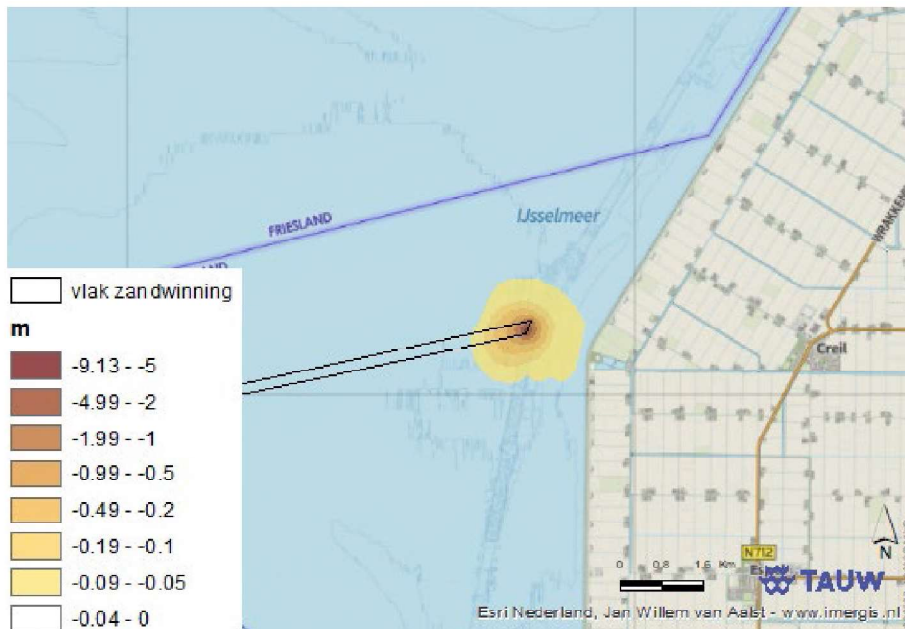 FRIESLAND
IJsselmeer
WRAKKEN
Creil
vlak zandwinning
m
-9.13 - -5
-4.99 - -2
-1.99 - -1
-0.99 - -0.5
-0.49 - -0.2
-0.19 - -0.1
-0.09 - -0.05
-0.04 - 0
N712
Es
0 0,8 1,6 Km
N
TAUW
Esri Nederland, Jan Willem van Aalst - www.imergis.nl